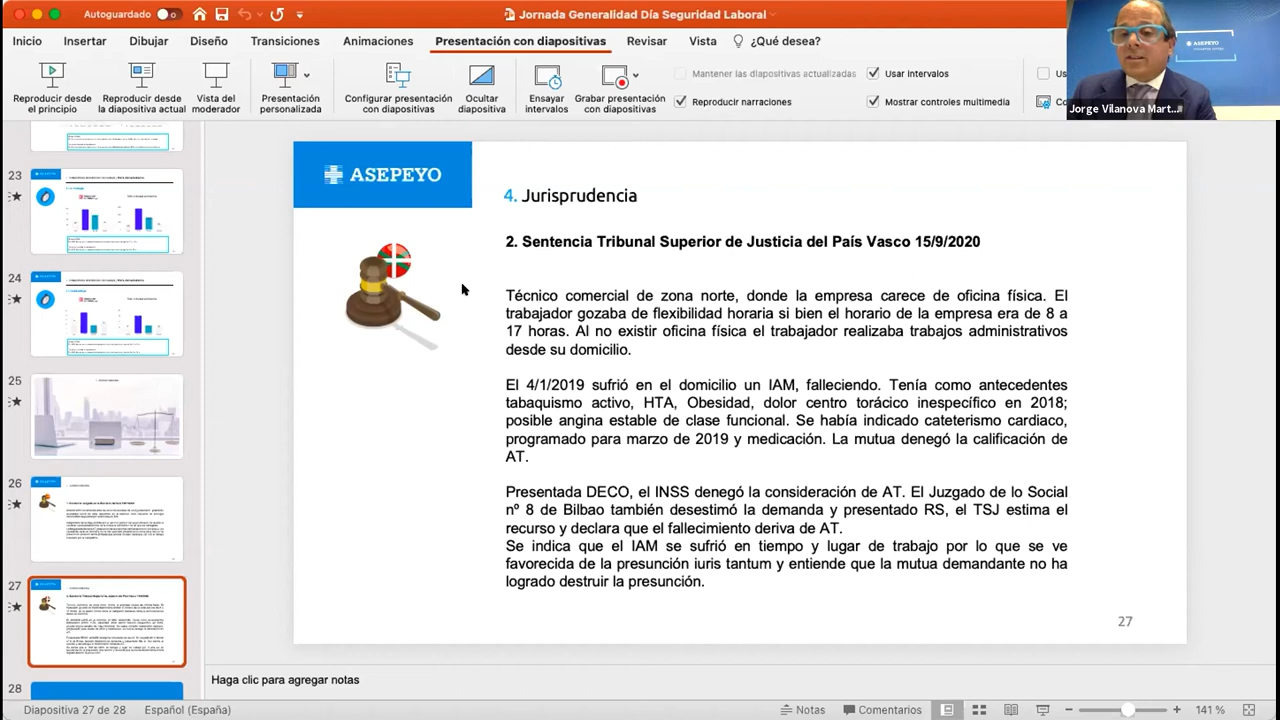 Autoguardado
Jornada Generalidad Día Seguridad Laboral
Inicio
Insertar
Dibujar
Diseño
Transiciones
Animaciones
Presentación con diapositivas
Revisar
Vista
¿Qué desea?
Reproducir desde
el principio
Reproducir desde
la diapositiva actual
Vista del
moderador
Presentación
personalizada
Configurar presentación
con diapositivas
Ocultar
diapositiva
Ensayar
intervalos
Grabar presentación
con diapositivas
Mantener las diapositivas actualizadas
Reproducir narraciones
Usar intervalos
Mostrar controles multimedia
ASEPEYO
Jorge Vilanova Mart...
23
24
25
26
27
28
ASEPEYO
4. Jurisprudencia
2. Sentencia Tribunal Superior de Justicia del País Vasco 15/9/2020
Técnico comercial de zona norte, donde la empresa carece de oficina física. El
trabajador gozaba de flexibilidad horaria si bien el horario de la empresa era de 8 a
17 horas. Al no existir oficina física el trabajador realizaba trabajos administrativos
desde su domicilio.
El 4/1/2019 sufrió en el domicilio un IAM, falleciendo. Tenía como antecedentes
tabaquismo activo, HTA, Obesidad, dolor centro torácico inespecífico en 2018;
posible angina estable de clase funcional. Se había indicado cateterismo cardiaco,
programado para marzo de 2019 y medicación. La mutua denegó la calificación de
AT.
Presentada DECO, el INSS denegó la contingencia de AT. El Juzgado de lo Social
nº 8 de Bilbao también desestimó la demanda y presentado RS, el TSJ estima el
recurso y declara que el fallecimiento deriva de AT.
Se indica que el IAM se sufrió en tiempo y lugar de trabajo por lo que se ve
favorecida de la presunción iuris tantum y entiende que la mutua demandante no ha
logrado destruir la presunción.
27
Haga clic para agregar notas
Diapositiva 27 de 28
Español (España)
Notas
Comentarios
141 %